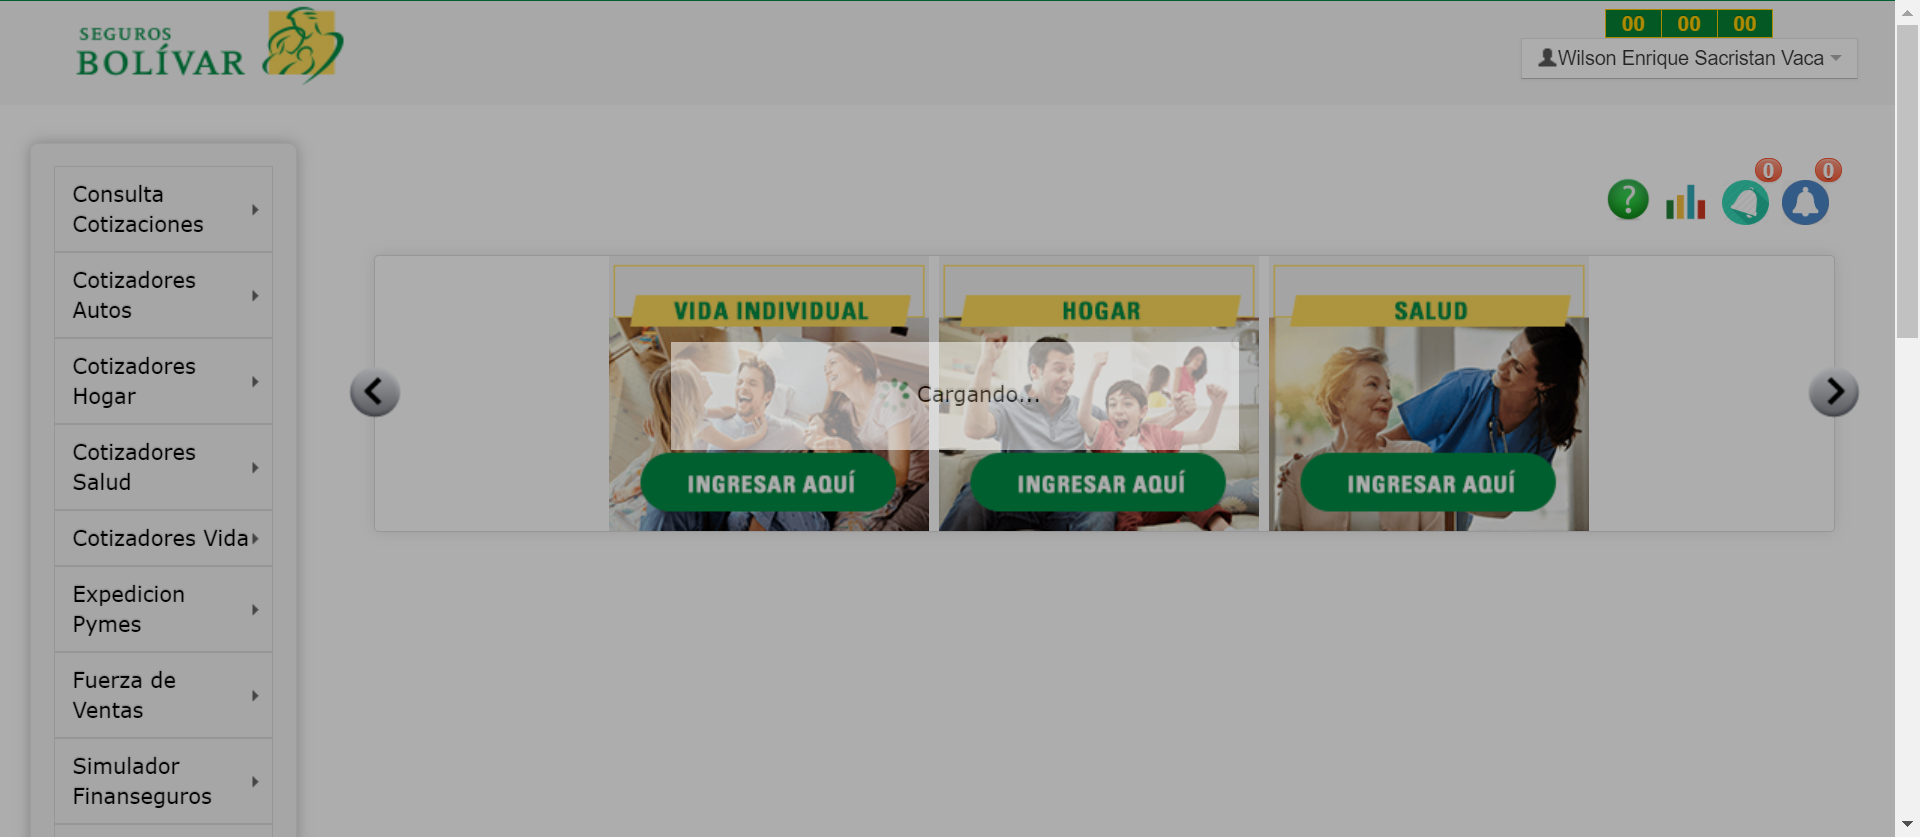 SEGUROS
BOLÍVAR
00 00 00
Wilson Enrique Sacristan Vaca
Consulta
Cotizaciones
Cotizadores
Autos
Cotizadores
Hogar
Cotizadores
Salud
Cotizadores Vida
Expedicion
Pymes
Fuerza de
Ventas
Simulador
Finanseguros
?
0
0
VIDA INDIVIDUAL
HOGAR
SALUD
Cargando...
INGRESAR AQUÍ
INGRESAR AQUÍ
INGRESAR AQUÍ